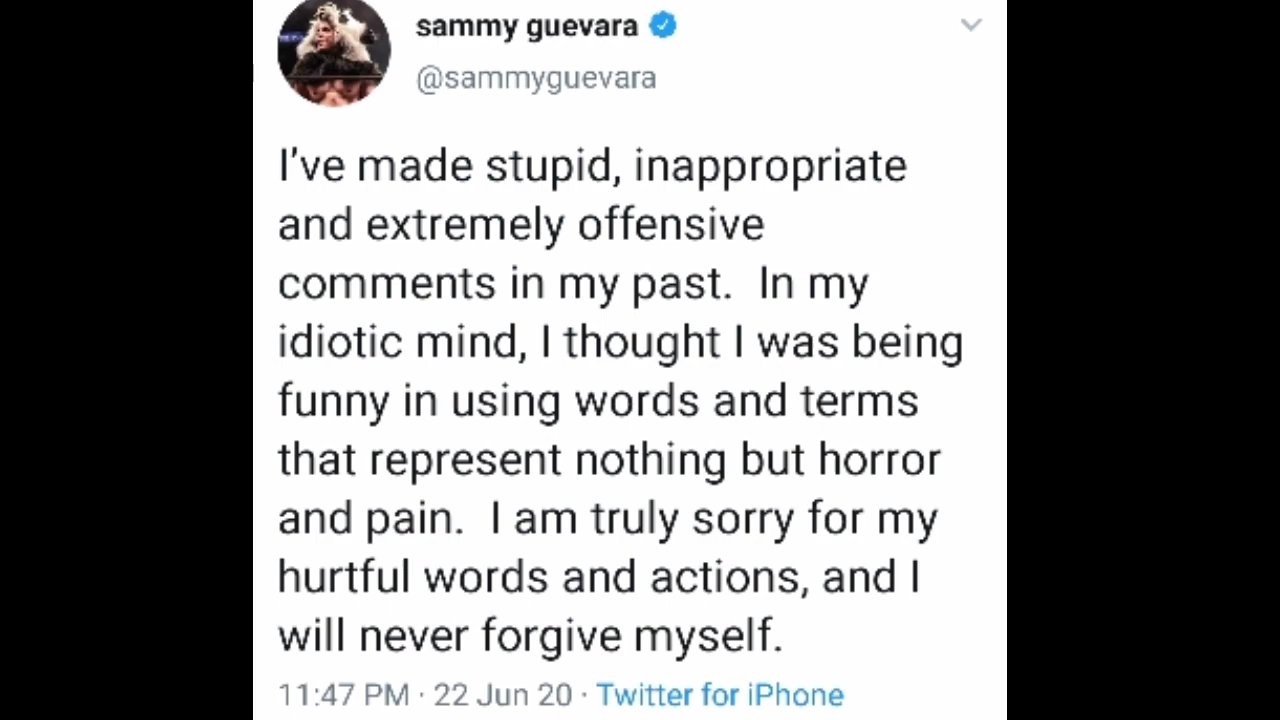 sammy guevara
@sammyguevara
I've made stupid, inappropriate
and extremely offensive
comments in my past.  In my
idiotic mind, I thought I was being
funny in using words and terms
that represent nothing but horror
and pain.  I am truly sorry for my
hurtful words and actions, and I
will never forgive myself.
11:47 PM · 22 Jun 20 · Twitter for iPhone